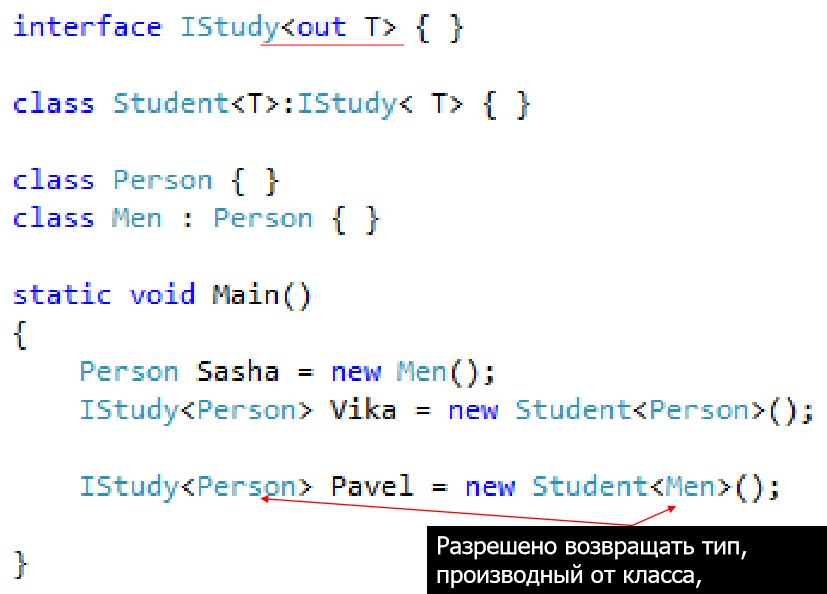 interface IStudy<out T> { }
class Student<T>:IStudy< T> { }
class Person { }
class Men : Person { }
static void Main()
{
Person Sasha = new Men();
IStudy<Person> Vika = new Student<Person>();
IStudy<Person> Pavel = new Student<Men>();
Разрешено возвращать тип,
производный от класса,
}